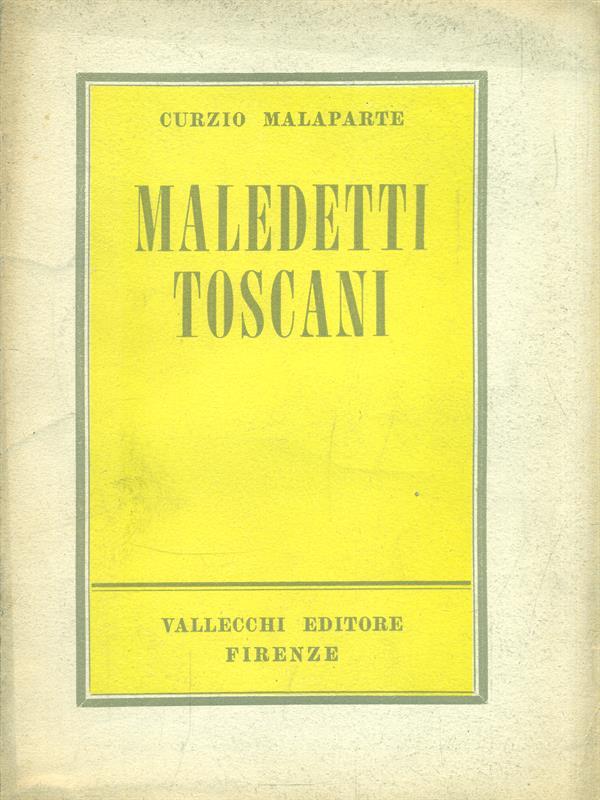 CURZIO MALAPARTE
MALEDETTI
TOSCANI
VALLECCHI EDITORE
FIRENZE